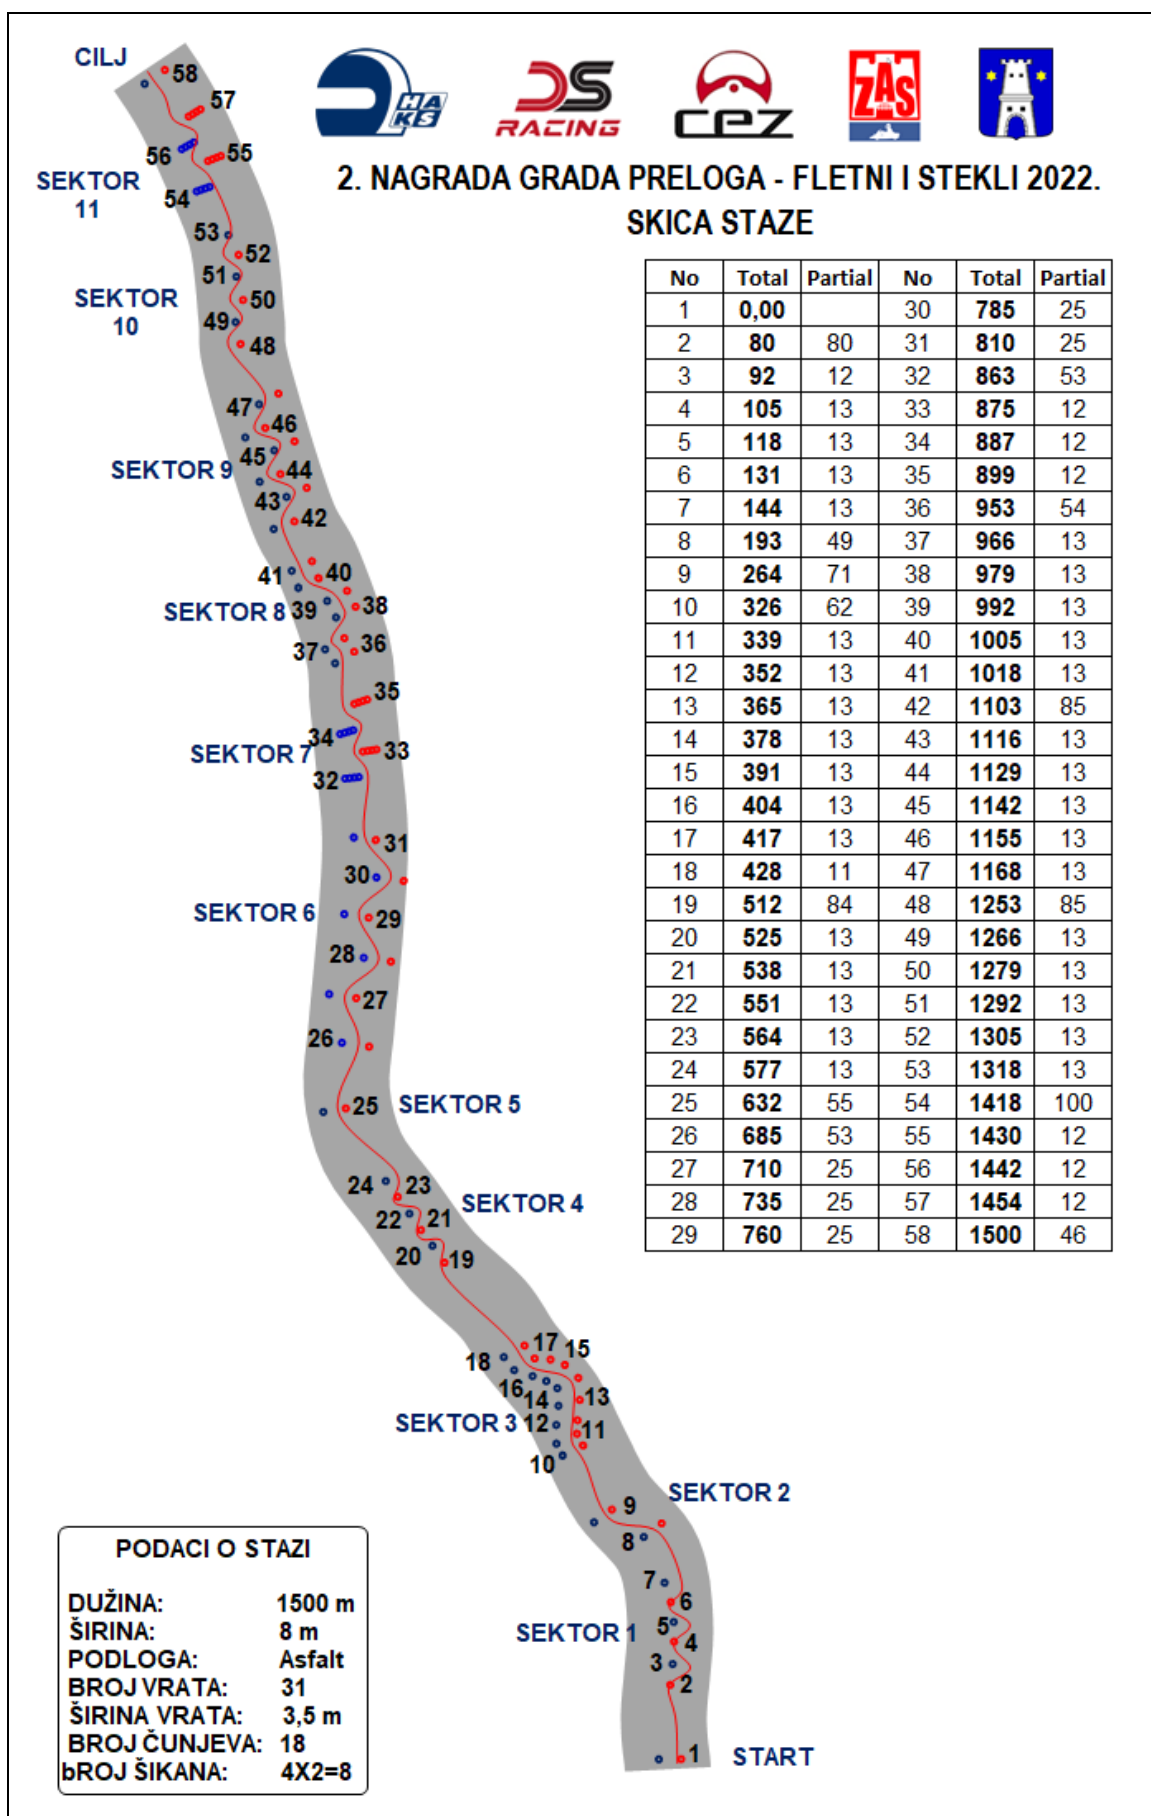 CILJ
HAKS
DS RACING
CEZ
ZAS
2. NAGRADA GRADA PRELOGA - FLETNI I STEKLI 2022.
SKICA STAZE
No Total Partial No Total Partial
1 0,00 30 785 25
2 80 80 31 810 25
3 92 12 32 863 53
4 105 13 33 875 12
5 118 13 34 887 12
6 131 13 35 899 12
7 144 13 36 953 54
8 193 49 37 966 13
9 264 71 38 979 13
10 326 62 39 992 13
11 339 13 40 1005 13
12 352 13 41 1018 13
13 365 13 42 1103 85
14 378 13 43 1116 13
15 391 13 44 1129 13
16 404 13 45 1142 13
17 417 13 46 1155 13
18 428 11 47 1168 13
19 512 84 48 1253 85
20 525 13 49 1266 13
21 538 13 50 1279 13
22 551 13 51 1292 13
23 564 13 52 1305 13
24 577 13 53 1318 13
25 632 55 54 1418 100
26 685 53 55 1430 12
27 710 25 56 1442 12
28 735 25 57 1454 12
29 760 25 58 1500 46
58
57
56
55
SEKTOR 11
54
53
52
51
SEKTOR 10
50
49
48
47
46
45
SEKTOR 9
44
43
42
41
40
SEKTOR 8
39
38
37
36
35
34
SEKTOR 7
33
32
31
30
SEKTOR 6
29
28
27
26
25
SEKTOR 5
24
23
SEKTOR 4
22
21
20
19
18
17
15
16
14
13
SEKTOR 3
12
11
10
9
SEKTOR 2
8
7
6
5
SEKTOR 1
4
3
2
1
START
PODACI O STAZI
DUŽINA: 1500 m
ŠIRINA: 8 m
PODLOGA: Asfalt
BROJ VRATA: 31
ŠIRINA VRATA: 3,5 m
BROJ ČUNJEVA: 18
bROJ ŠIKANA: 4X2=8